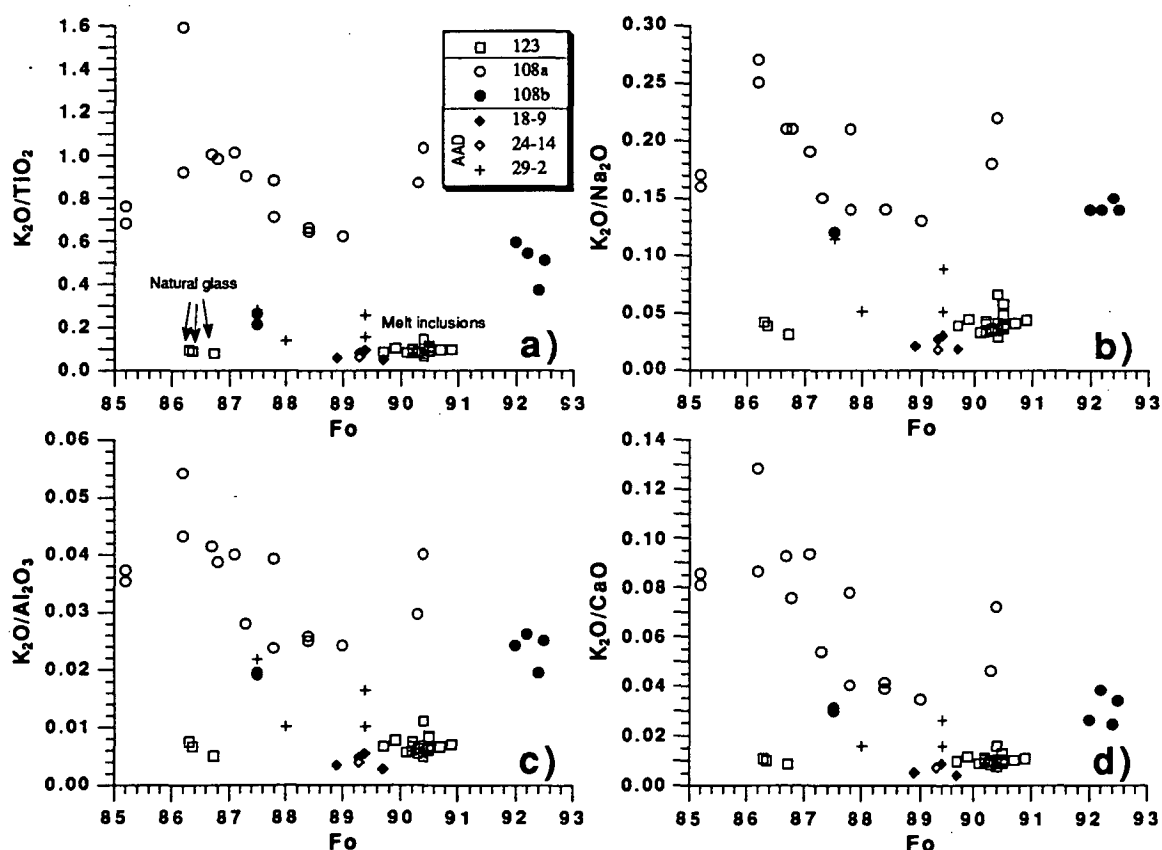 1.6
1.4
1.2
1.0
0.8
0.6
0.4
0.2
0.0
K₂O/TiO₂
123
108a
108b
AAD
18-9
24-14
29-2
Natural glass
Melt inclusions
a)
85 86 87 88 89 90 91 92 93
Fo
0.30
0.25
0.20
0.15
0.10
0.05
0.00
K₂O/Na₂O
b)
85 86 87 88 89 90 91 92 93
Fo
0.06
0.05
0.04
0.03
0.02
0.01
0.00
K₂O/Al₂O₃
c)
85 86 87 88 89 90 91 92 93
Fo
0.14
0.12
0.10
0.08
0.06
0.04
0.02
0.00
K₂O/CaO
d)
85 86 87 88 89 90 91 92 93
Fo